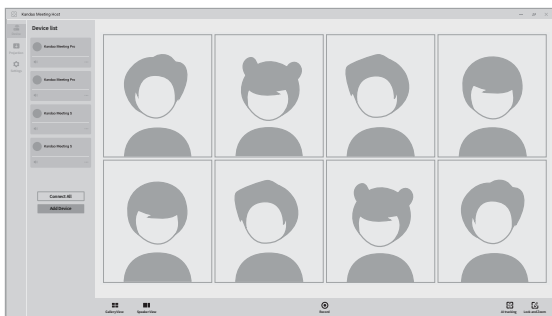 Kandao Meeting Host
Device list
Kandao Meeting Pro
Kandao Meeting Pro
Kandao Meeting S
Kandao Meeting S
Connect All
Add Device
Gallery View
Speaker View
Record
AI tracking
Lock and Zoom